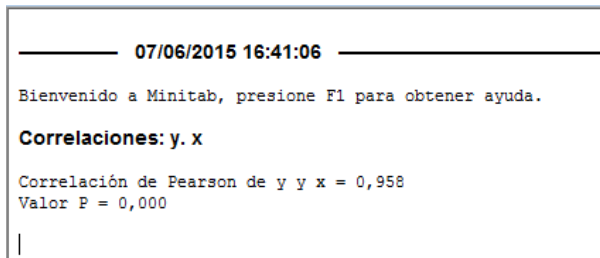 07/06/2015 16:41:06
Bienvenido a Minitab, presione F1 para obtener ayuda.
Correlaciones: y. x
Correlación de Pearson de y y x = 0,958
Valor P = 0,000